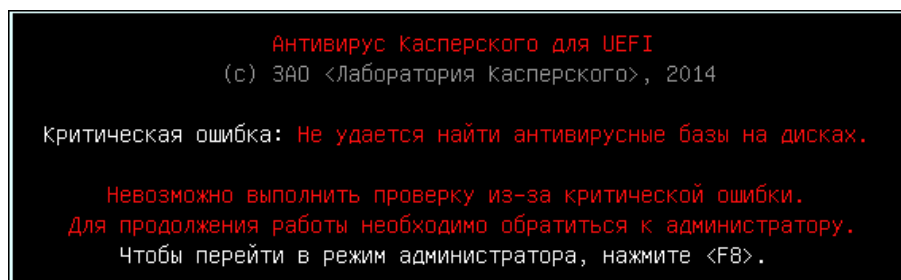 Антивирус Касперского для UEFI
(c) ЗАО <Лаборатория Касперского>, 2014
Критическая ошибка: Не удается найти антивирусные базы на дисках.
Невозможно выполнить проверку из-за критической ошибки.
Для продолжения работы необходимо обратиться к администратору.
Чтобы перейти в режим администратора, нажмите <F8>.